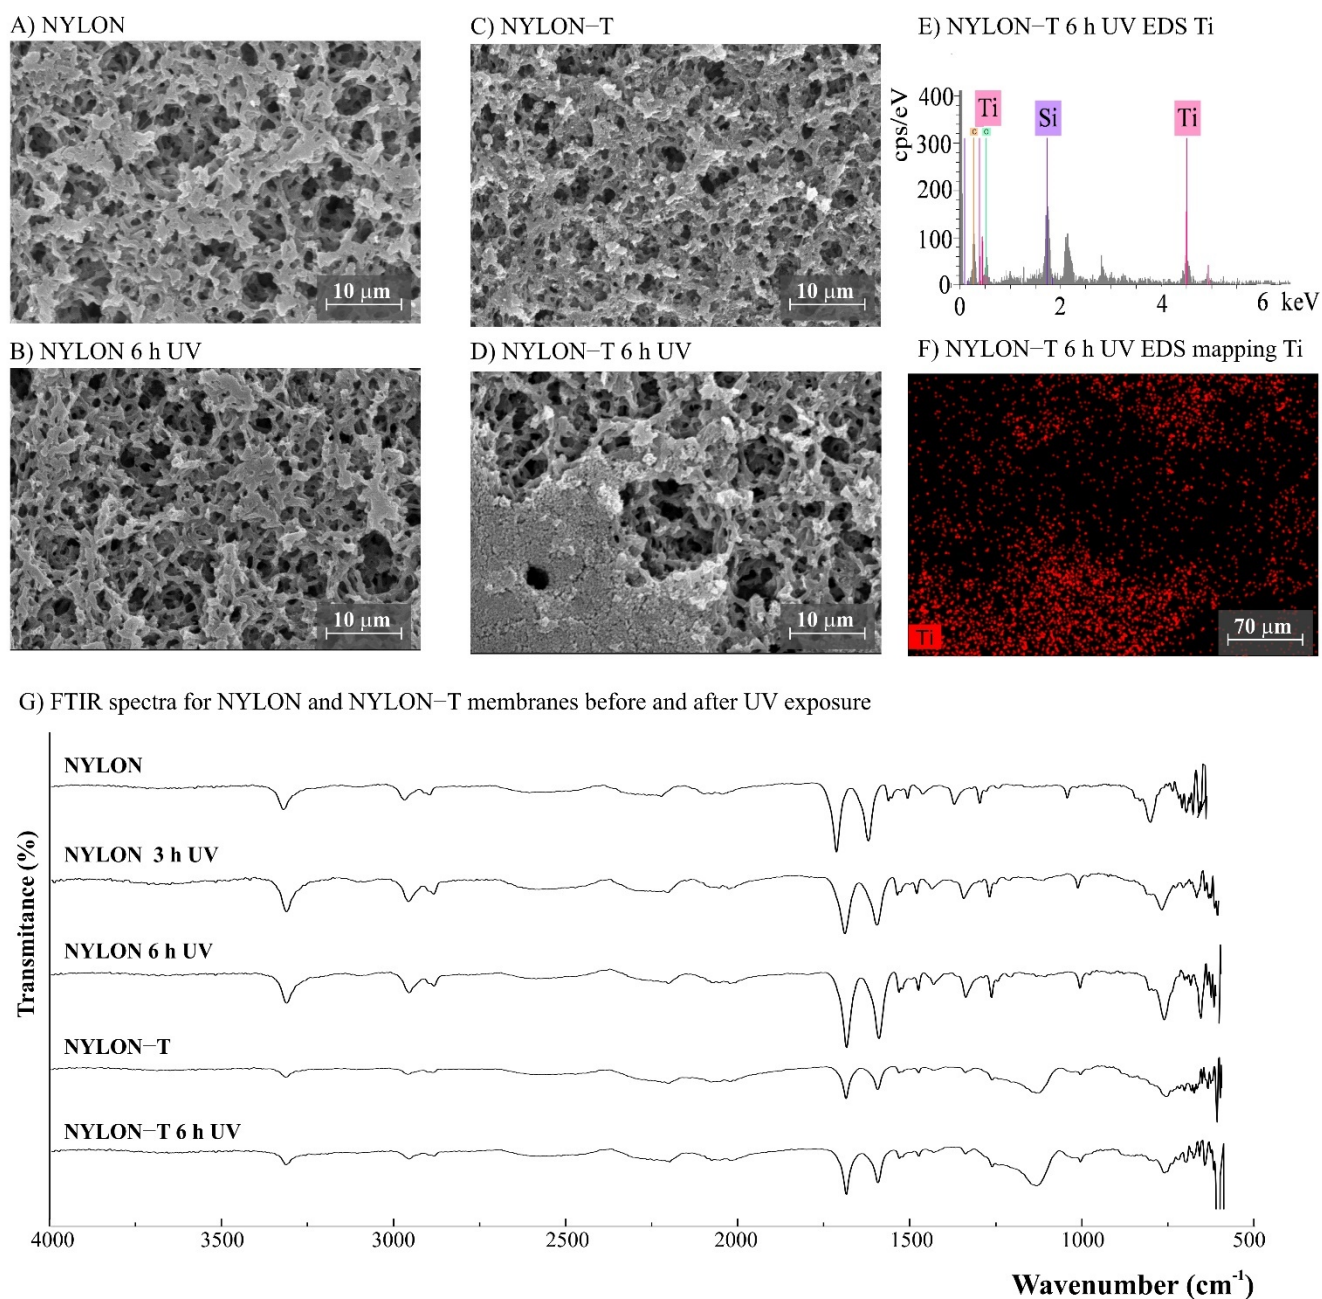 A) NYLON
10 μm
B) NYLON 6 h UV
10 μm
C) NYLON−T
10 μm
D) NYLON−T 6 h UV
10 μm
E) NYLON−T 6 h UV EDS Ti
cps/eV
400
300
200
100
0
Ti
Si
Ti
0
2
4
6
keV
F) NYLON−T 6 h UV EDS mapping Ti
Ti
70 μm
G) FTIR spectra for NYLON and NYLON−T membranes before and after UV exposure
Transmitance (%)
NYLON
NYLON 3 h UV
NYLON 6 h UV
NYLON−T
NYLON−T 6 h UV
4000
3500
3000
2500
2000
1500
1000
500
Wavenumber (cm⁻¹)